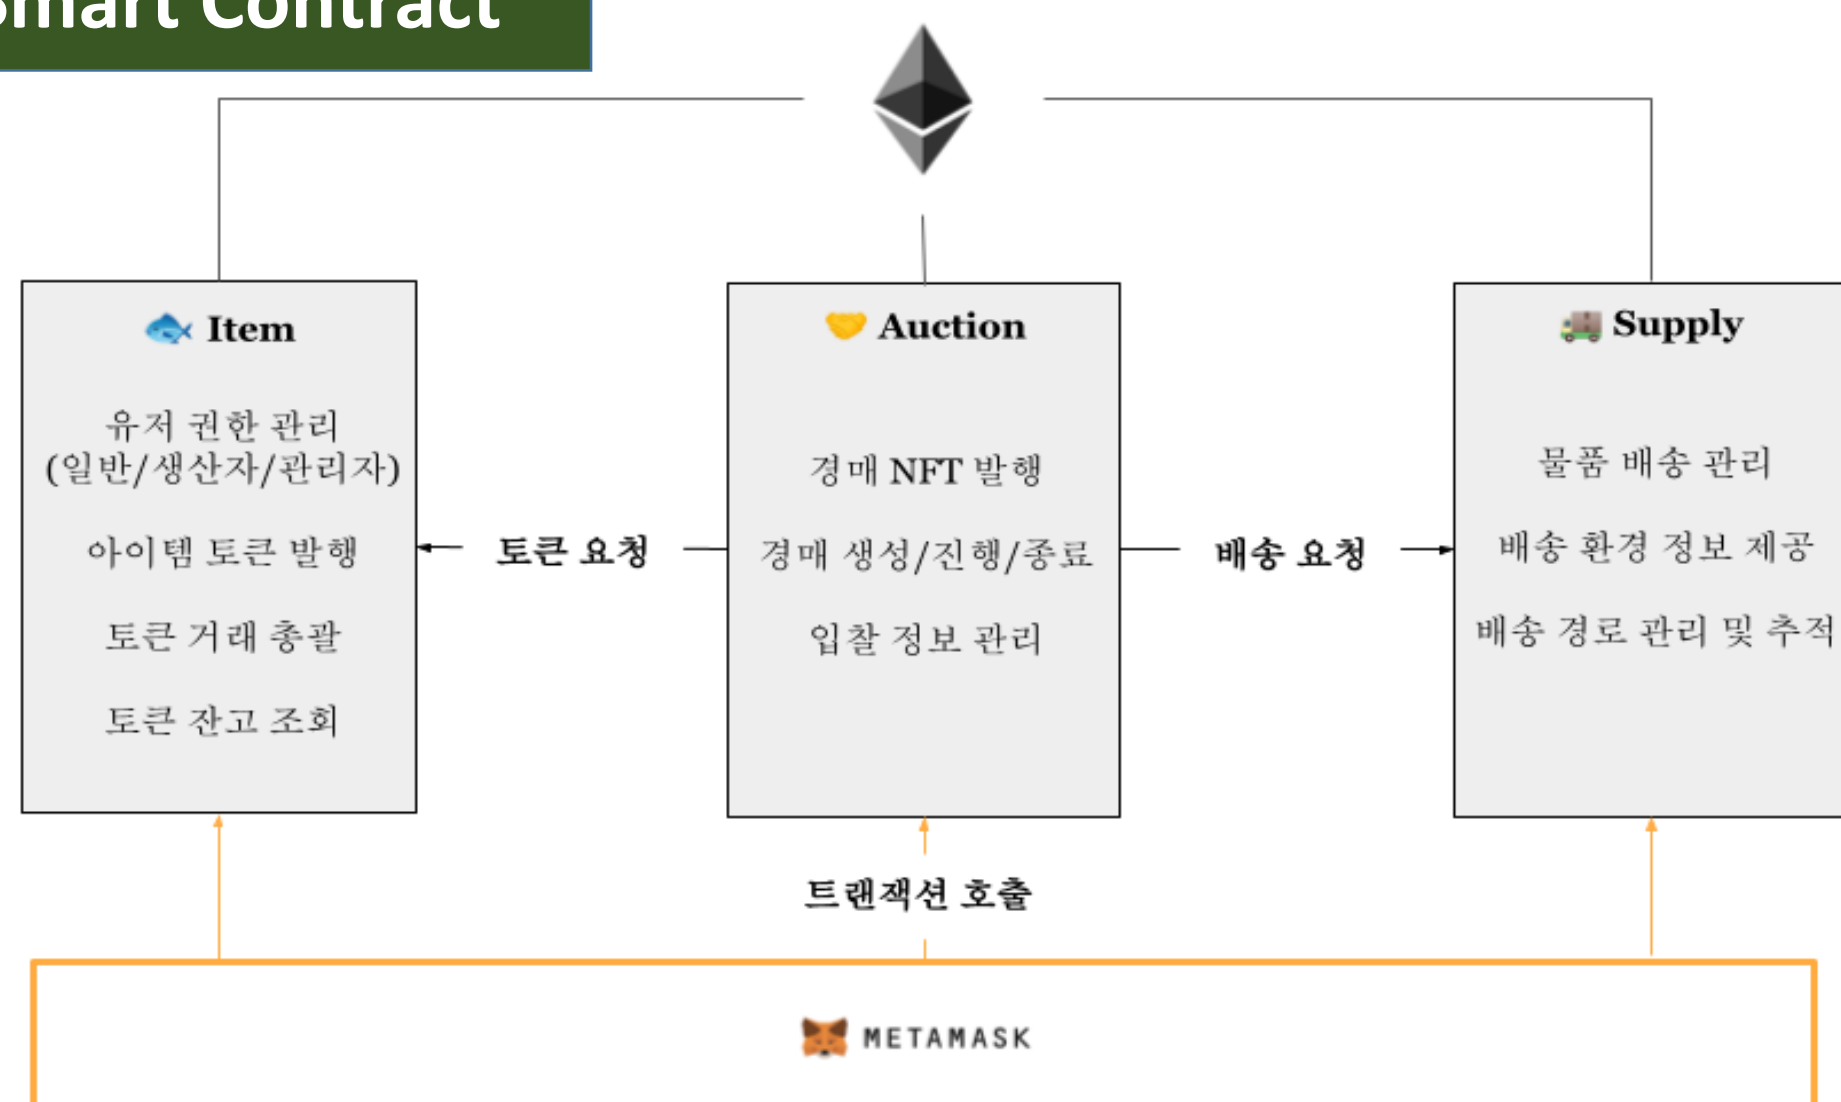 Smart Contract
Item
유저 권한 관리
(일반/생산자/관리자)
아이템 토큰 발행
토큰 거래 총괄
토큰 잔고 조회
토큰 요청
Auction
경매 NFT 발행
경매 생성/진행/종료
입찰 정보 관리
배송 요청
Supply
물품 배송 관리
배송 환경 정보 제공
배송 경로 관리 및 추적
트랜잭션 호출
METAMASK